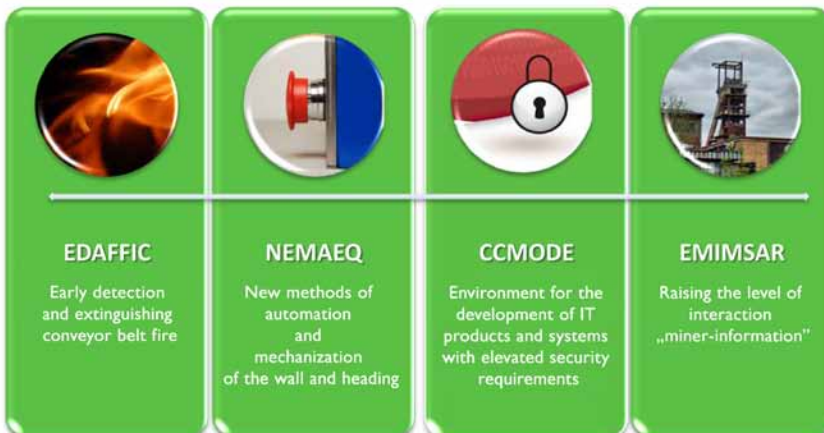 EDAFFIC
Early detection
and extinguishing
conveyor belt fire
NEMAEQ
New methods of
automation
and
mechanization
of the wall and heading
CCMODE
Environment for the
development of IT
products and systems
with elevated security
requirements
EMIMSAR
Raising the level of
interaction
„miner-information”